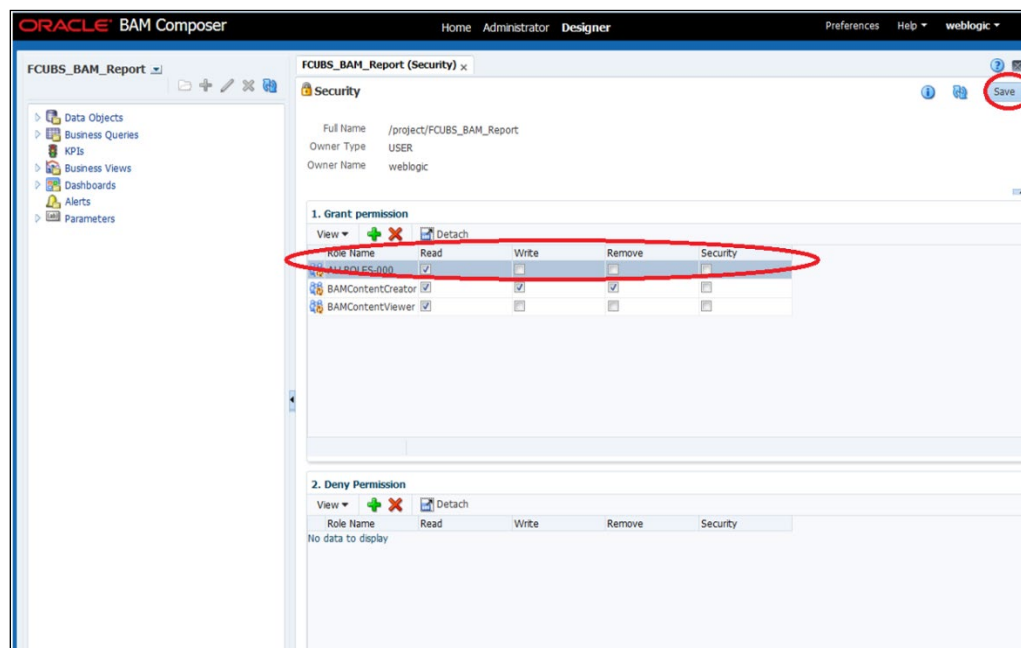 ORACLE BAM Composer
Home Administrator Designer
Preferences Help weblogic
FCUBS_BAM_Report
Data Objects
Business Queries
KPIs
Business Views
Dashboards
Alerts
Parameters
FCUBS_BAM_Report (Security) x
Security
Save
Full Name /project/FCUBS_BAM_Report
Owner Type USER
Owner Name weblogic
1. Grant permission
View Detach
Role Name Read Write Remove Security
BAMContentCreator
BAMContentViewer
2. Deny Permission
View Detach
Role Name Read Write Remove Security
No data to display